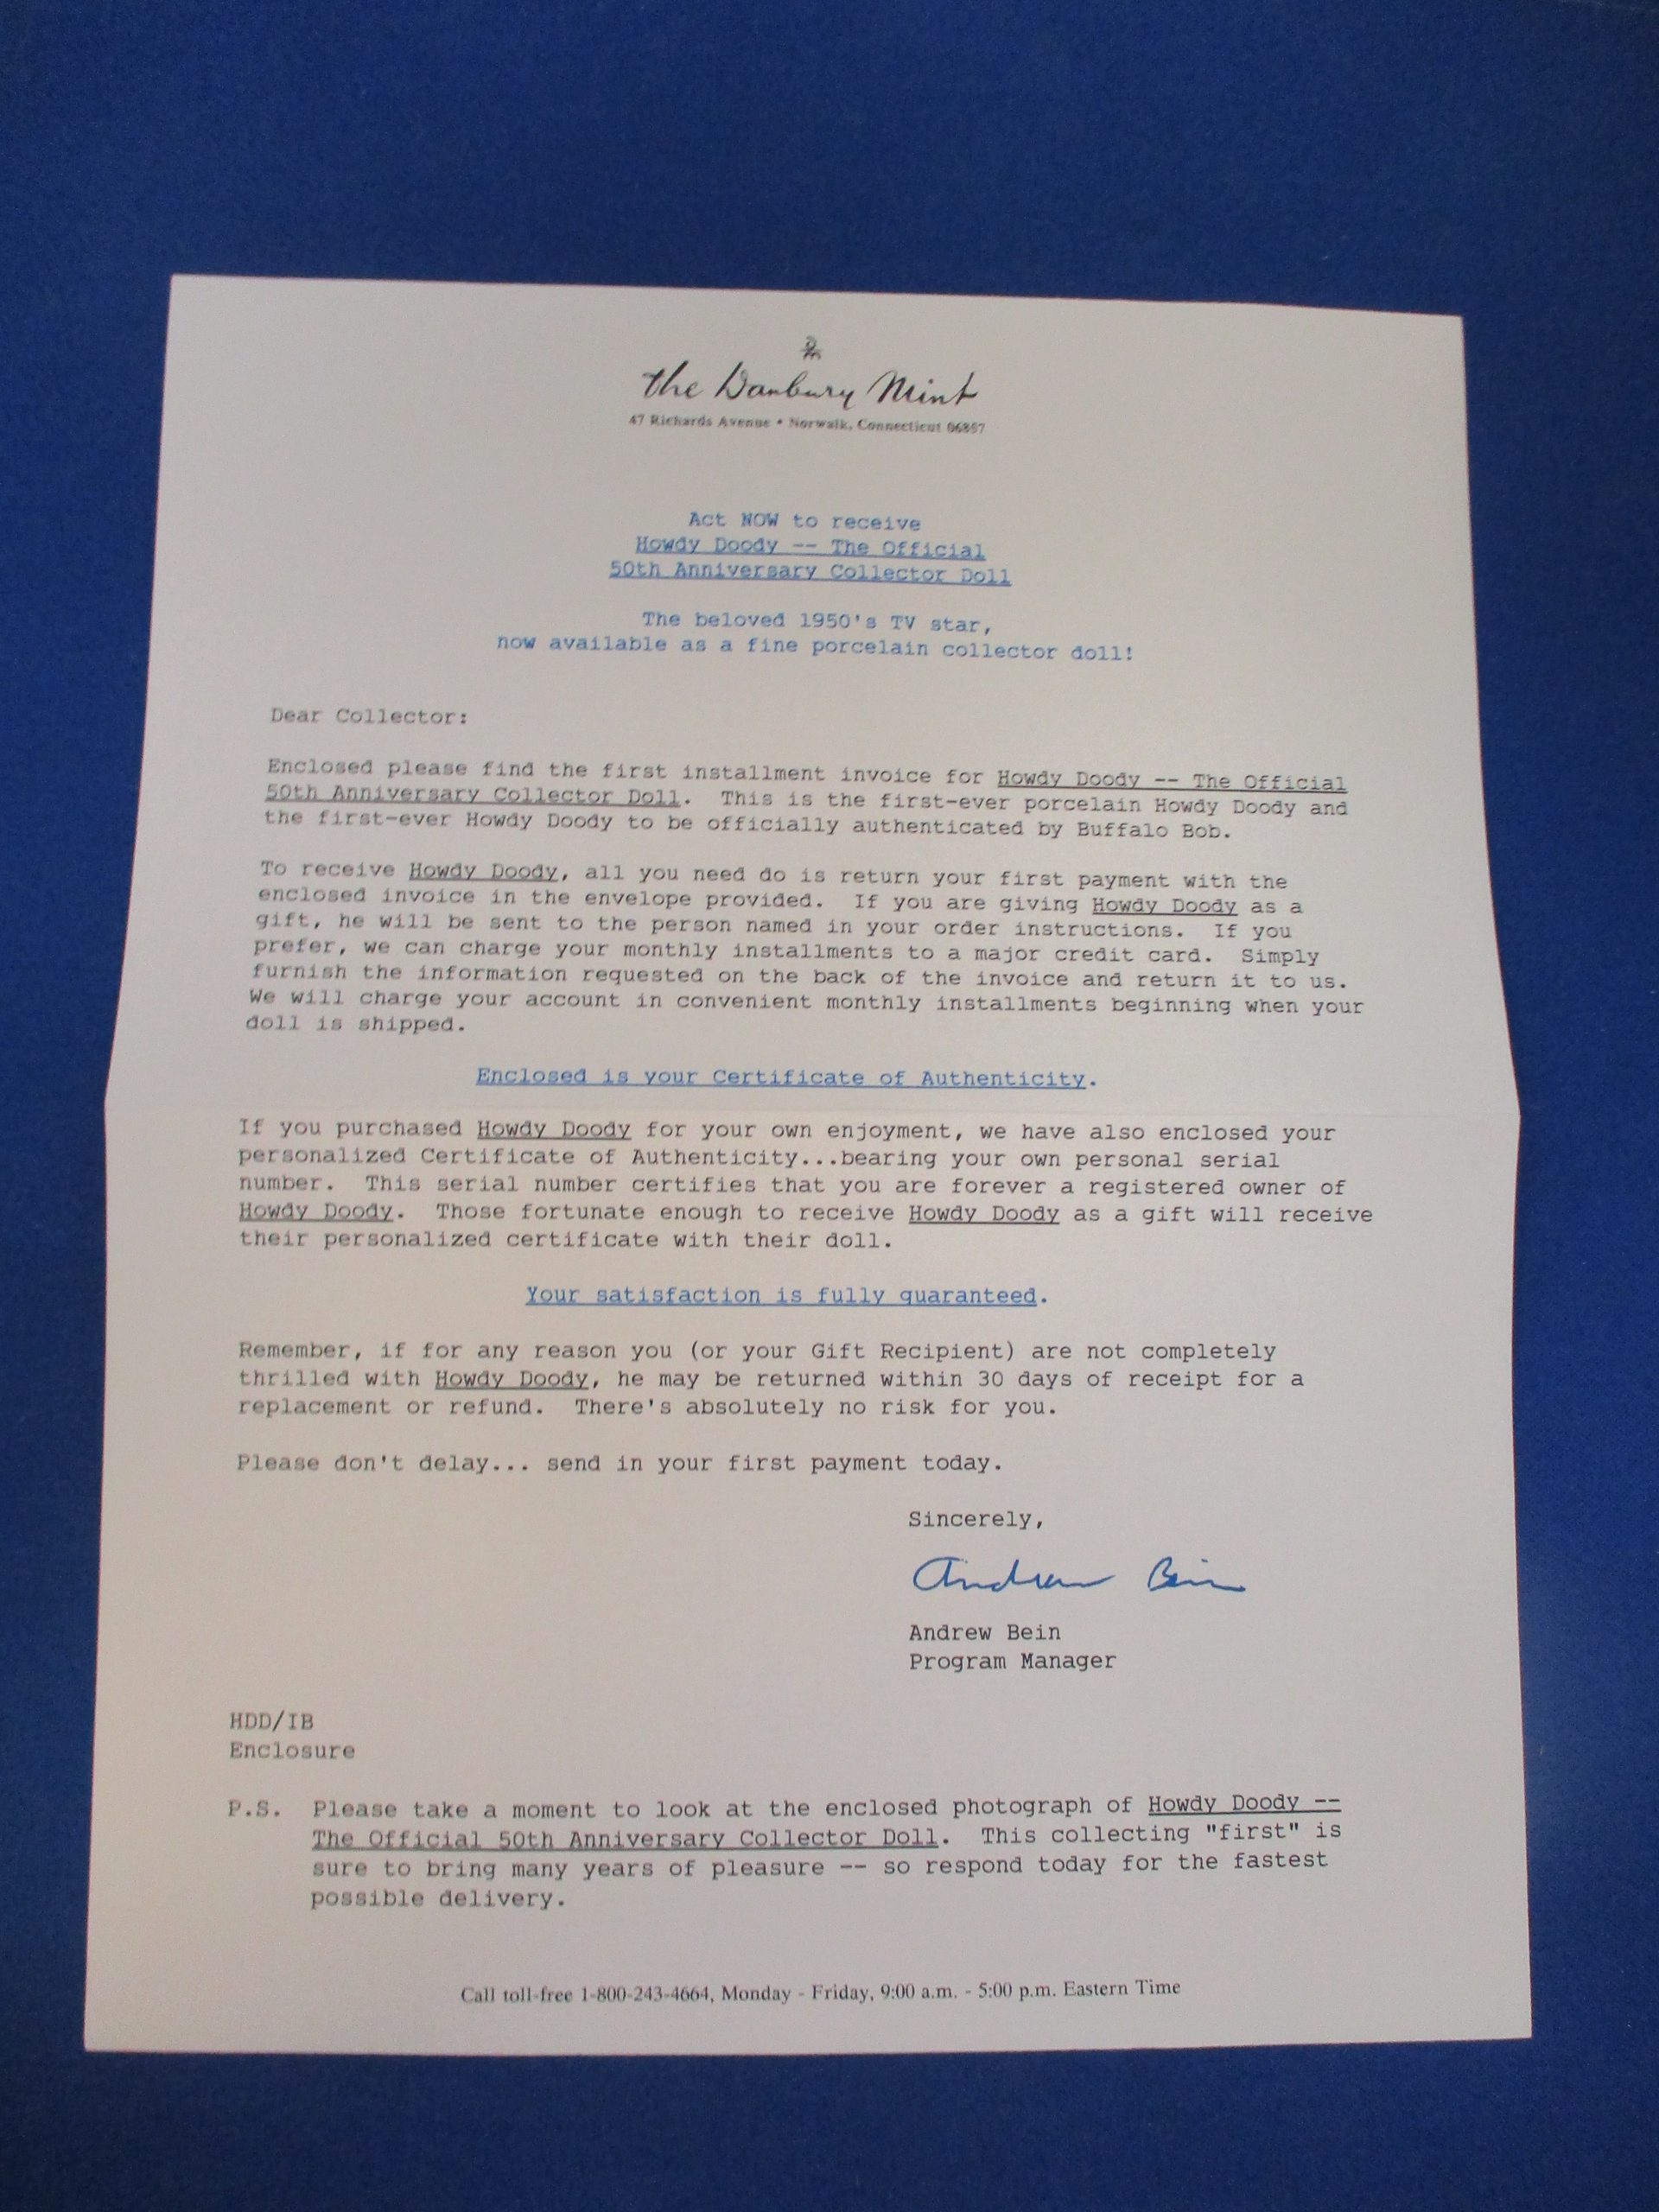 the Danbury Mint
47 Richards Avenue • Norwalk, Connecticut 06857
Act NOW to receive
Howdy Doody -- The Official
50th Anniversary Collector Doll
The beloved 1950's TV star,
now available as a fine porcelain collector doll!
Dear Collector:
Enclosed please find the first installment invoice for Howdy Doody -- The Official
50th Anniversary Collector Doll.  This is the first-ever porcelain Howdy Doody and
the first-ever Howdy Doody to be officially authenticated by Buffalo Bob.
To receive Howdy Doody, all you need do is return your first payment with the
enclosed invoice in the envelope provided.  If you are giving Howdy Doody as a
gift, he will be sent to the person named in your order instructions.  If you
prefer, we can charge your monthly installments to a major credit card.  Simply
furnish the information requested on the back of the invoice and return it to us.
We will charge your account in convenient monthly installments beginning when your
doll is shipped.
Enclosed is your Certificate of Authenticity.
If you purchased Howdy Doody for your own enjoyment, we have also enclosed your
personalized Certificate of Authenticity...bearing your own personal serial
number.  This serial number certifies that you are forever a registered owner of
Howdy Doody.  Those fortunate enough to receive Howdy Doody as a gift will receive
their personalized certificate with their doll.
Your satisfaction is fully guaranteed.
Remember, if for any reason you (or your Gift Recipient) are not completely
thrilled with Howdy Doody, he may be returned within 30 days of receipt for a
replacement or refund.  There's absolutely no risk for you.
Please don't delay... send in your first payment today.
Sincerely,
Andrew Bein
Andrew Bein
Program Manager
HDD/IB
Enclosure
P.S.  Please take a moment to look at the enclosed photograph of Howdy Doody --
The Official 50th Anniversary Collector Doll.  This collecting "first" is
sure to bring many years of pleasure -- so respond today for the fastest
possible delivery.
Call toll-free 1-800-243-4664, Monday - Friday, 9:00 a.m. - 5:00 p.m. Eastern Time